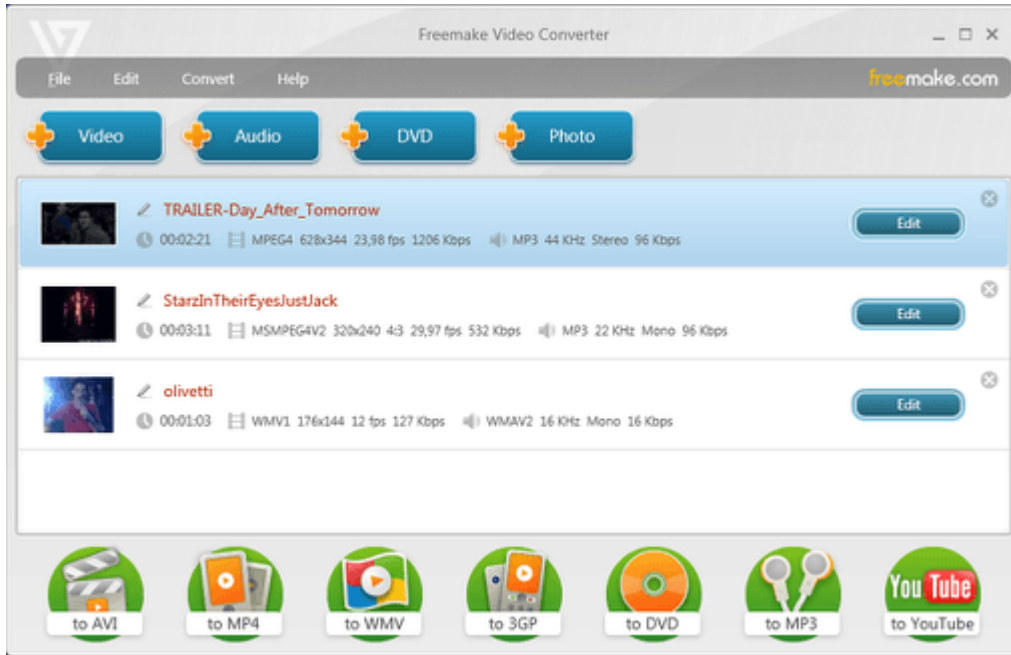 Freemake Video Converter
File Edit Convert Help freemake.com
Video Audio DVD Photo
TRAILER-Day_After_Tomorrow
00:02:21 MPEG4 628x344 23,98 fps 1206 Kbps MP3 44 KHz Stereo 96 Kbps
Edit
StarzInTheirEyesJustJack
00:03:11 MSMPEG4V2 320x240 4:3 29,97 fps 532 Kbps MP3 22 KHz Mono 96 Kbps
Edit
olivetti
00:01:03 WMV1 176x144 12 fps 127 Kbps WMAV2 16 KHz Mono 16 Kbps
Edit
You Tube
to AVI to MP4 to WMV to 3GP to DVD to MP3 to YouTube